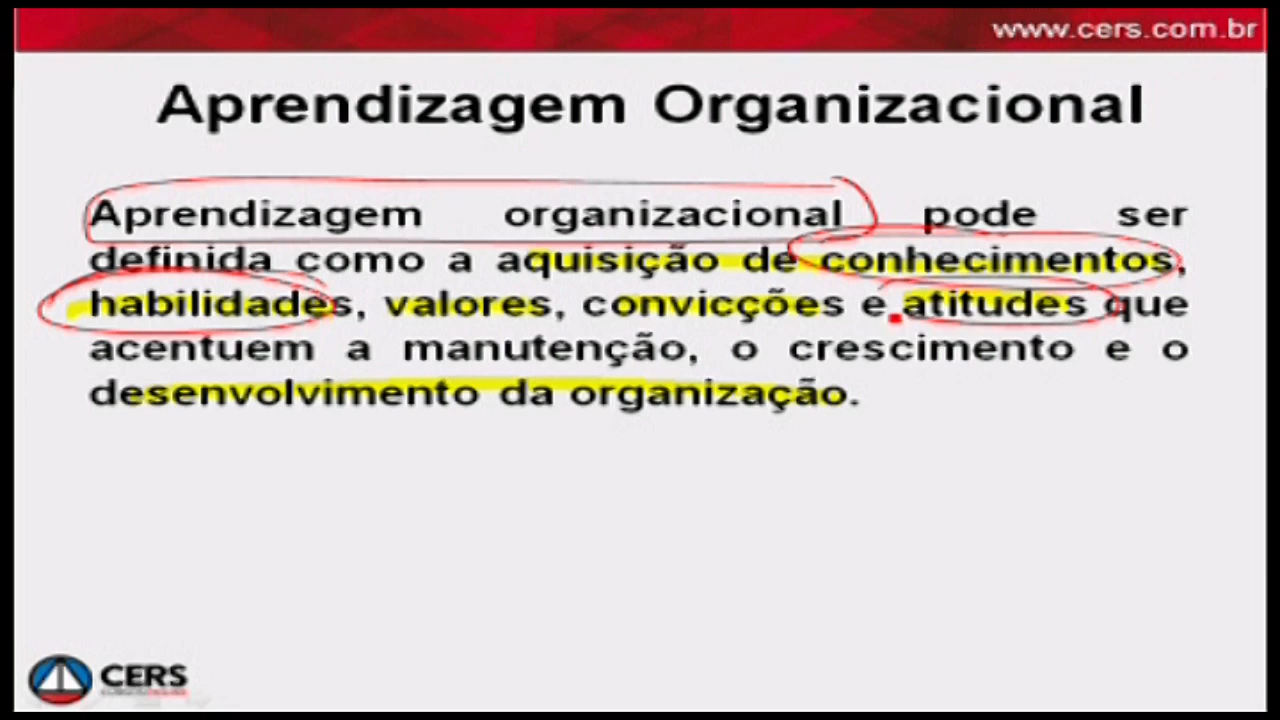 www.cers.com.br
Aprendizagem Organizacional
Aprendizagem organizacional pode ser
definida como a aquisição de conhecimentos,
habilidades, valores, convicções e atitudes que
acentuem a manutenção, o crescimento e o
desenvolvimento da organização.
CERS